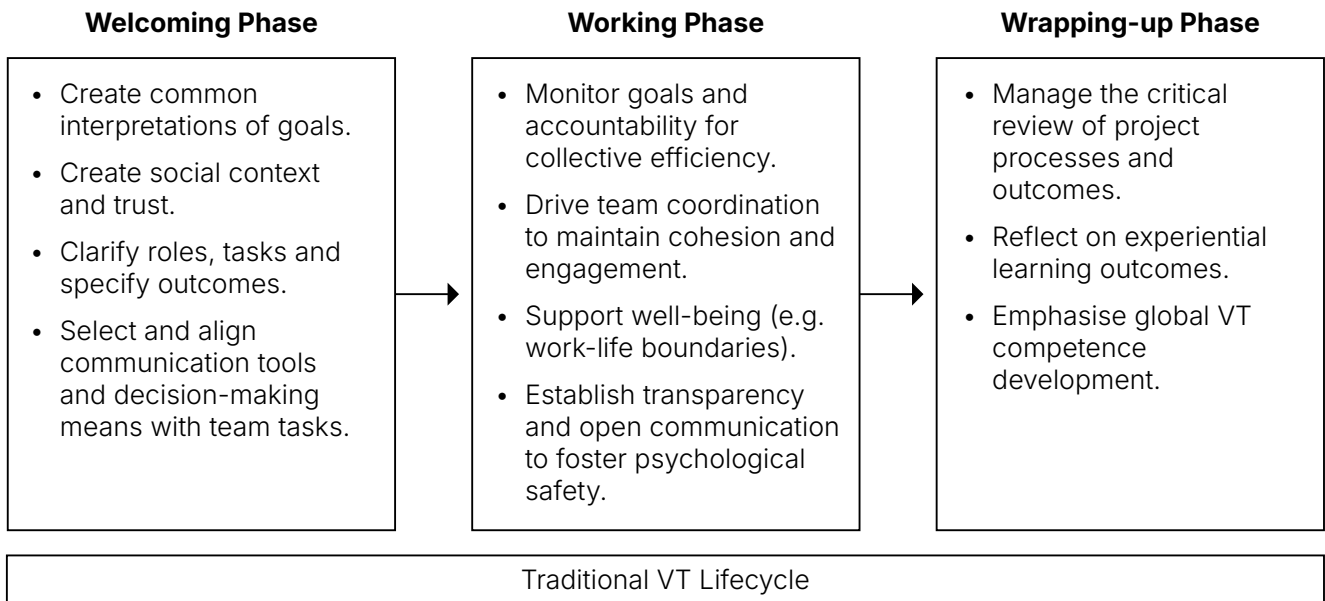 Welcoming Phase
• Create common
interpretations of goals.
• Create social context
and trust.
• Clarify roles, tasks and
specify outcomes.
• Select and align
communication tools
and decision-making
means with team tasks.
Working Phase
• Monitor goals and
accountability for
collective efficiency.
• Drive team coordination
to maintain cohesion and
engagement.
• Support well-being (e.g.
work-life boundaries).
• Establish transparency
and open communication
to foster psychological
safety.
Wrapping-up Phase
• Manage the critical
review of project
processes and
outcomes.
• Reflect on experiential
learning outcomes.
• Emphasise global VT
competence
development.
Traditional VT Lifecycle